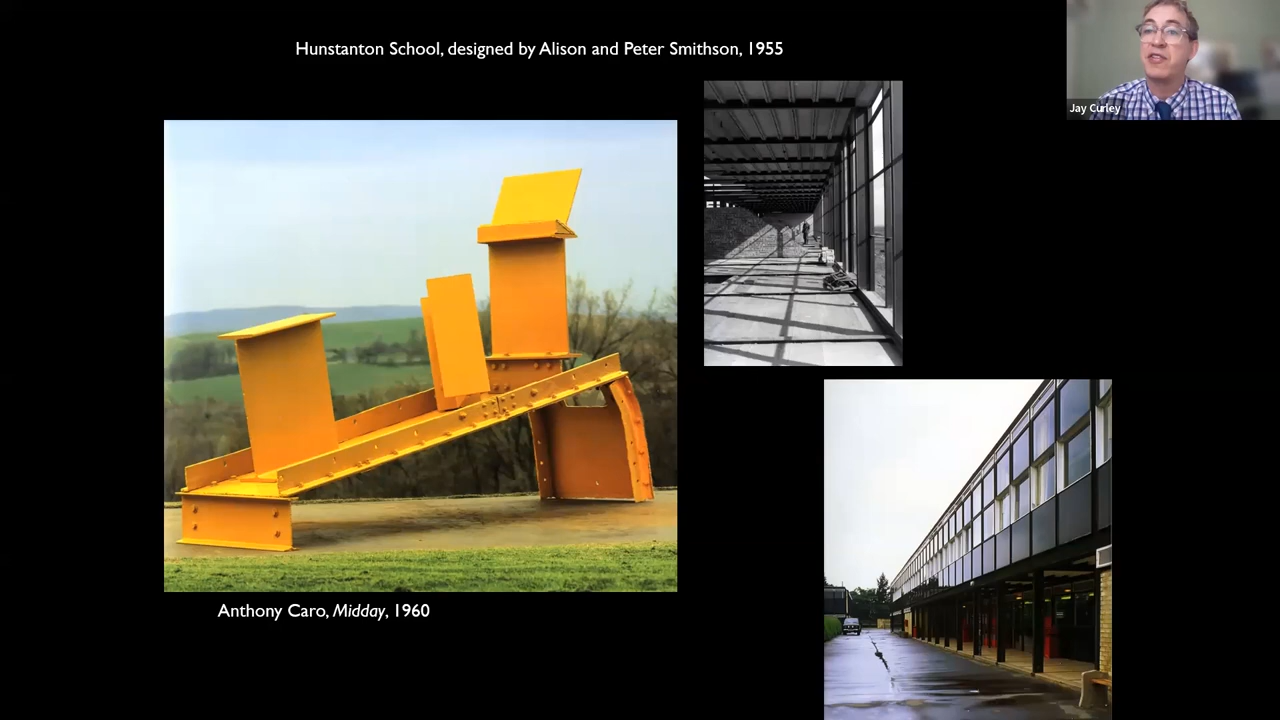 Hunstanton School, designed by Alison and Peter Smithson, 1955
Jay Curley
Anthony Caro, Midday, 1960